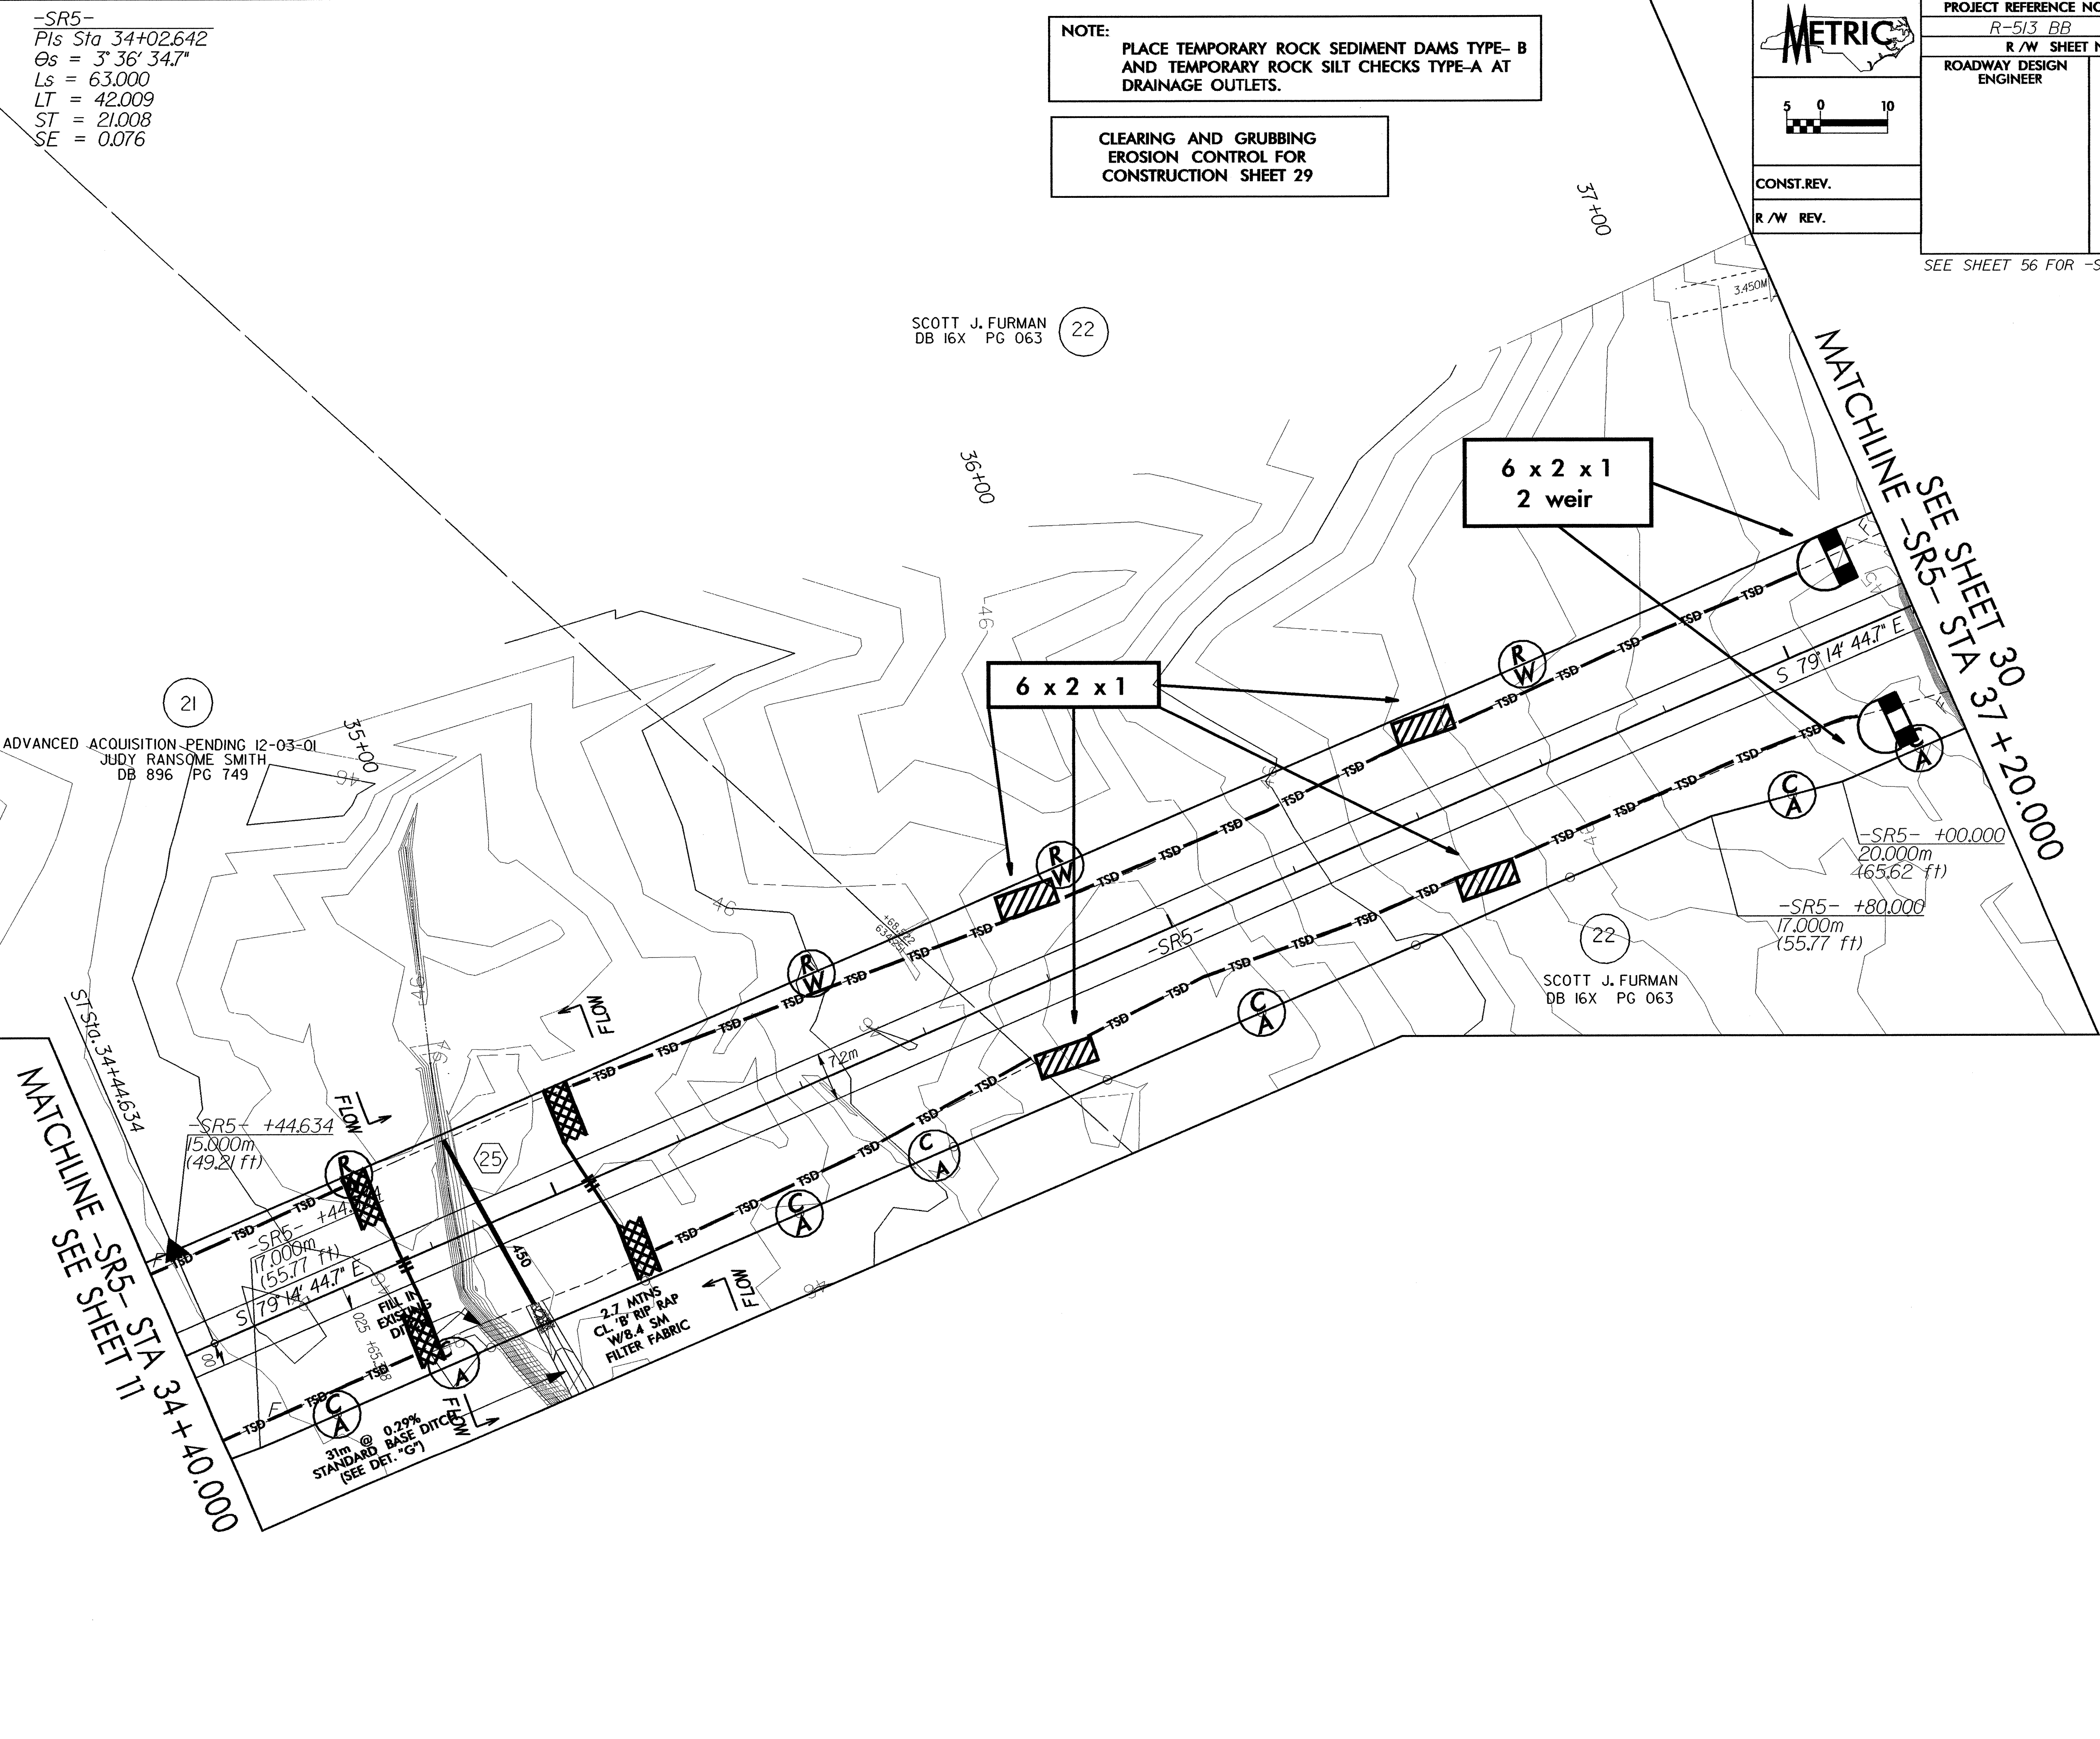 -SR5-
PIs Sta 34+02.642
Θs = 3° 36' 34.7"
Ls = 63.000
LT = 42.009
ST = 21.008
SE = 0.076
NOTE:
PLACE TEMPORARY ROCK SEDIMENT DAMS TYPE- B
AND TEMPORARY ROCK SILT CHECKS TYPE-A AT
DRAINAGE OUTLETS.
CLEARING AND GRUBBING
EROSION CONTROL FOR
CONSTRUCTION SHEET 29
METRIC
5 0 10
CONST.REV.
R /W REV.
PROJECT REFERENCE
R-513 BB
R /W SHEET
ROADWAY DESIGN
ENGINEER
SEE SHEET 56 FOR
37+00
3.450M
SCOTT J. FURMAN
DB 16X PG 063
22
36+00
6 x 2 x 1
2 weir
MATCHLINE -SR5- STA 37+20.000
SEE SHEET 30
46
6 x 2 x 1
S 79° 14' 44.7" E
21
ADVANCED ACQUISITION PENDING 12-03-01
JUDY RANSOME SMITH
DB 896 PG 749
35+00
46
R W
R W
R W
R W
C A
C A
C A
C A
C A
C A
C A
TSD
-SR5- +00.000
20.000m
(65.62 ft)
-SR5- +80.000
17.000m
(55.77 ft)
22
SCOTT J. FURMAN
DB 16X PG 063
-SR5-
46
46
7.2m
FLOW
FLOW
FLOW
FLOW
ST Sta. 34+44.634
-SR5- +44.634
15.000m
(49.21 ft)
25
450
-SR5- +44.
17.000m
(55.77 ft)
S 79° 14' 44.7" E
FILL IN
EXISTING
2.7 MTNS
CL. 'B' RIP RAP
W/8.4 SM
FILTER FABRIC
F
31m @ 0.29%
STANDARD BASE DITCH
(SEE DET. "G")
MATCHLINE -SR5- STA 34+40.000
SEE SHEET 11